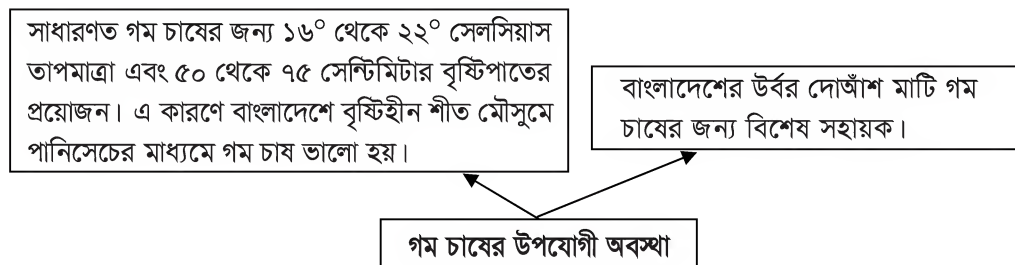 সাধারণত গম চাষের জন্য ১৬° থেকে ২২° সেলসিয়াস
তাপমাত্রা এবং ৫০ থেকে ৭৫ সেন্টিমিটার বৃষ্টিপাতের
প্রয়োজন। এ কারণে বাংলাদেশে বৃষ্টিহীন শীত মৌসুমে
পানিসেচের মাধ্যমে গম চাষ ভালো হয়।
বাংলাদেশের উর্বর দোআঁশ মাটি গম
চাষের জন্য বিশেষ সহায়ক।
গম চাষের উপযোগী অবস্থা